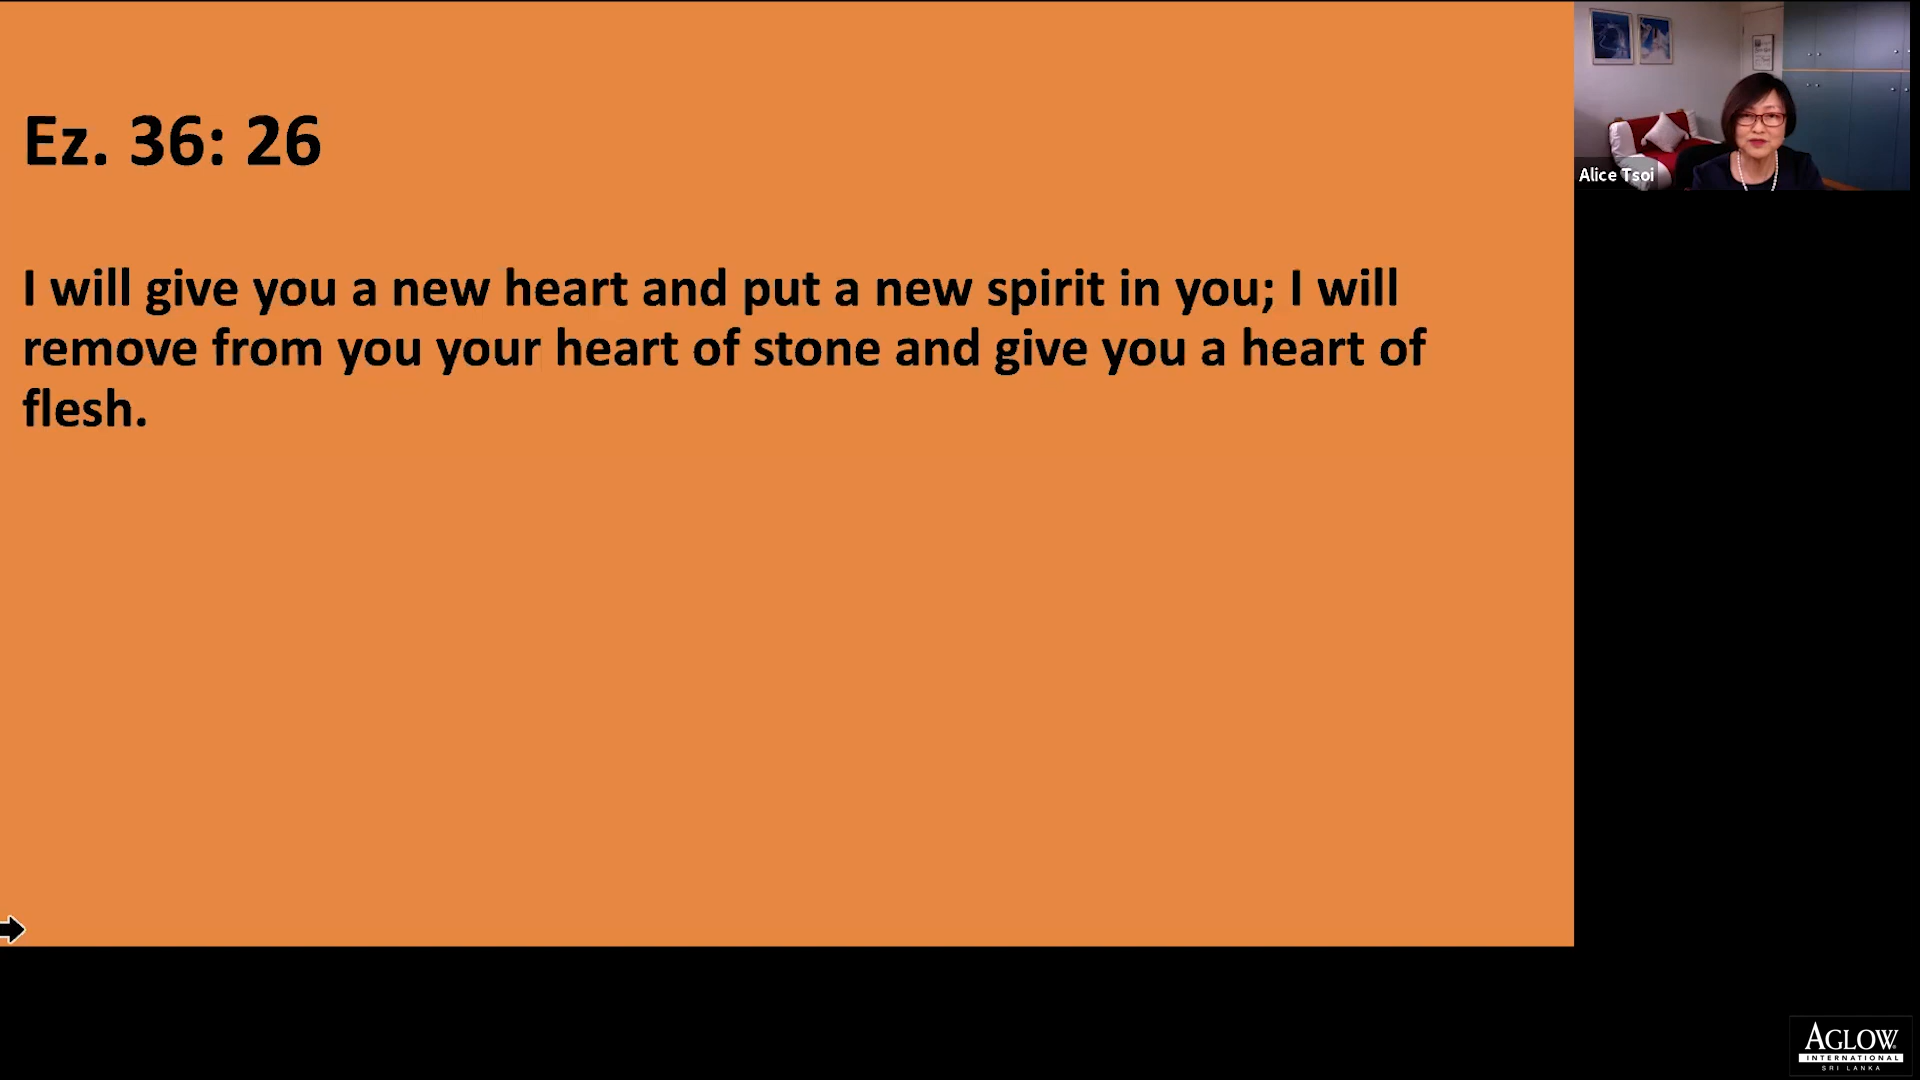 Ez. 36: 26
I will give you a new heart and put a new spirit in you; I will
remove from you your heart of stone and give you a heart of
flesh.
Alice Tsoi
AGLOW
INTERNATIONAL
SRI LANKA